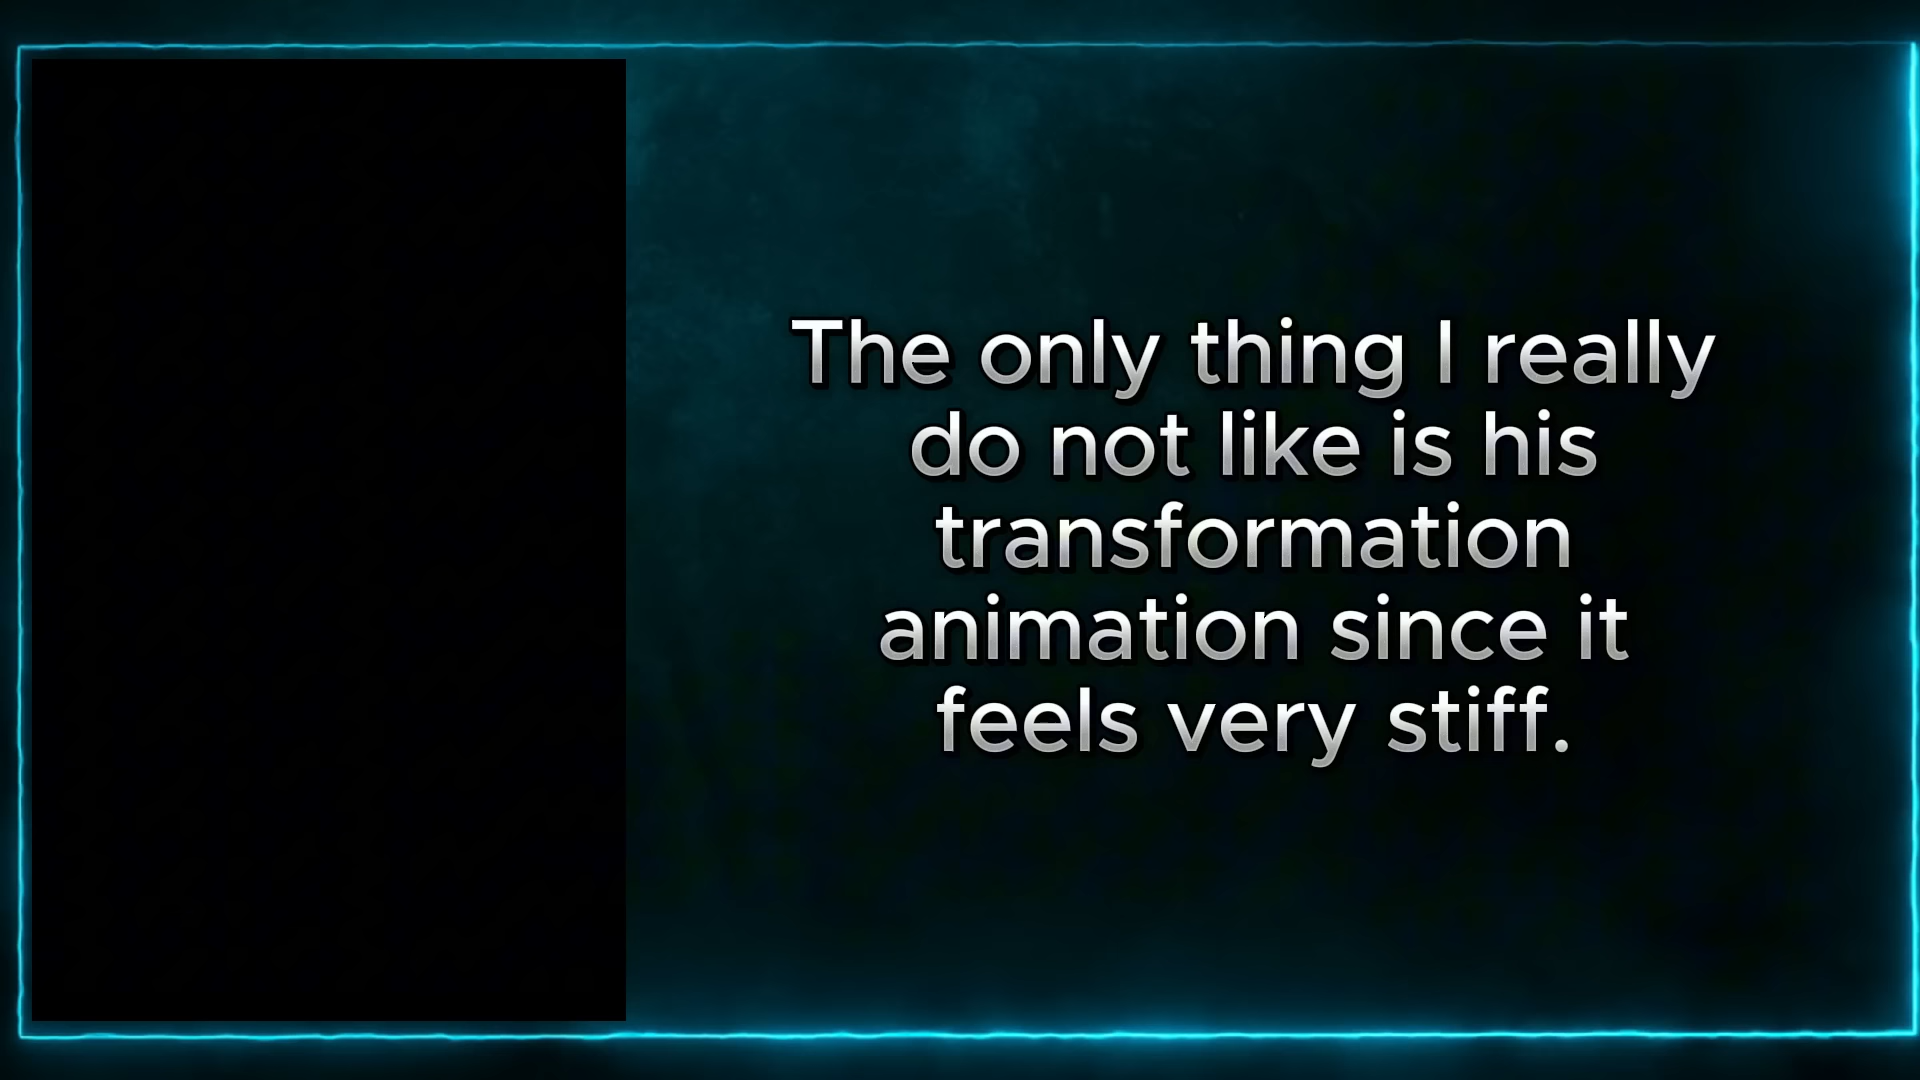 The only thing I really
do not like is his
transformation
animation since it
feels very stiff.